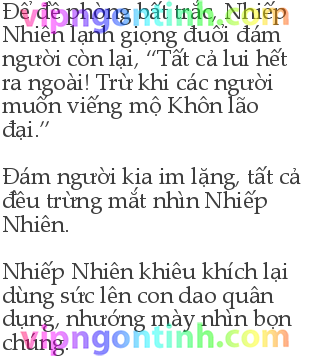 Để đề phòng bất trắc, Nhiếp
Nhiên lạnh giọng đuổi đám
người còn lại, “Tất cả lui hết
ra ngoài! Trừ khi các người
muốn viếng mộ Khôn lão
đại.”
Đám người kia im lặng, tất cả
đều trừng mắt nhìn Nhiếp
Nhiên.
Nhiếp Nhiên khiêu khích lại
dùng sức lên con dao quân
dụng, nhướng mày nhìn bọn
chúng.
vipngontinh.com
vipngontinh.com